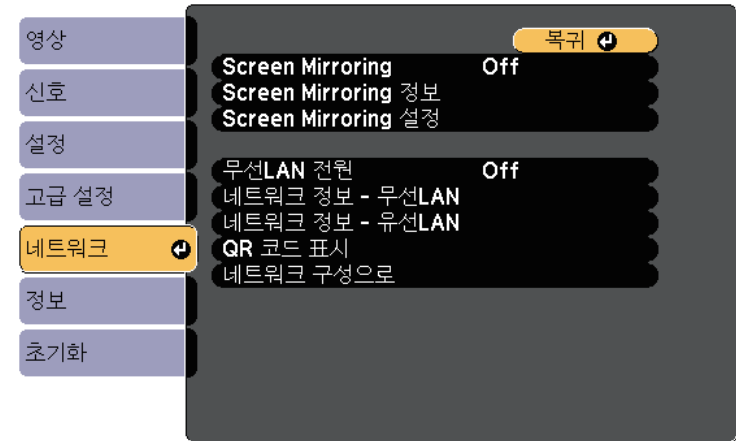 영상
신호
설정
고급 설정
네트워크
정보
초기화
복귀
Screen Mirroring Off
Screen Mirroring 정보
Screen Mirroring 설정
무선LAN 전원 Off
네트워크 정보 - 무선LAN
네트워크 정보 - 유선LAN
QR 코드 표시
네트워크 구성으로